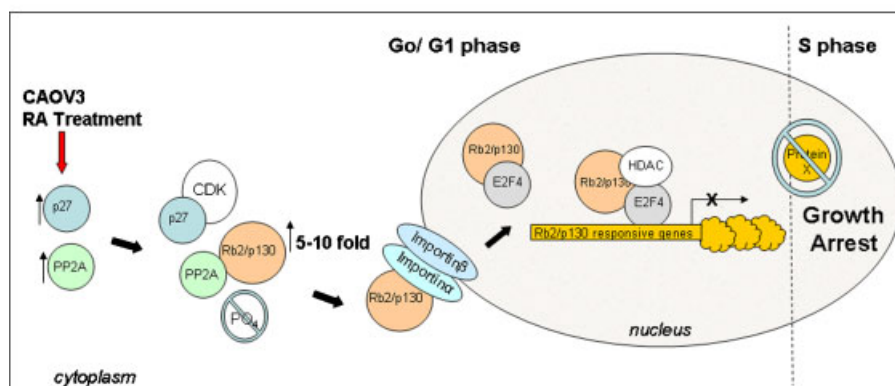 Go/ G1 phase
S phase
CAOV3
RA Treatment
p27
PP2A
CDK
p27
Rb2/p130
PP2A
PO4
5-10 fold
Rb2/p130
Importinβ
Importinα
Rb2/p130
E2F4
Rb2/p130
HDAC
E2F4
X
Rb2/p130 responsive genes
Protein
X
Growth
Arrest
nucleus
cytoplasm